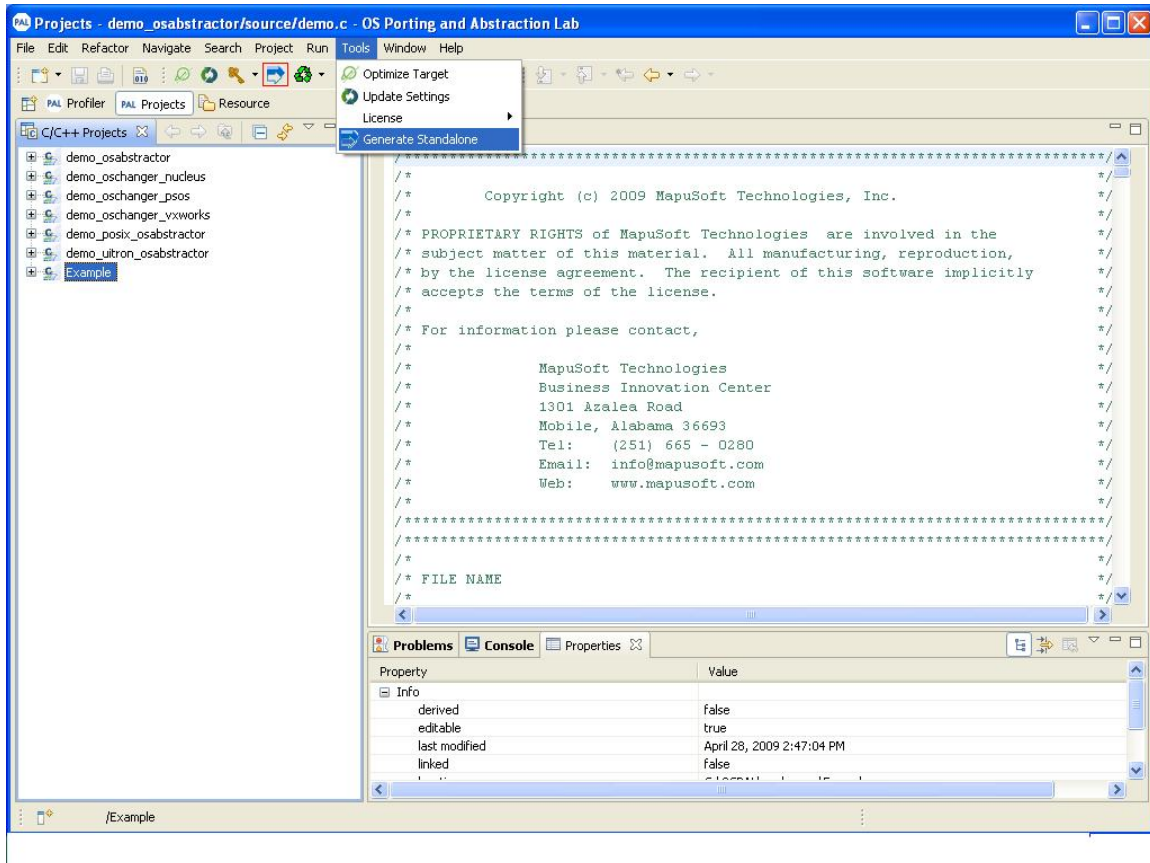 PAL Projects - demo_osabstractor/source/demo.c - OS Porting and Abstraction Lab
File Edit Refactor Navigate Search Project Run Tools Window Help
Optimize Target
Update Settings
License
Generate Standalone
PAL Profiler PAL Projects Resource
C/C++ Projects
demo_osabstractor
demo_oschanger_nucleus
demo_oschanger_psos
demo_oschanger_vxworks
demo_posix_osabstractor
demo_uitron_osabstractor
Example
/******************************************************************************/
/* */
/* Copyright (c) 2009 MapuSoft Technologies, Inc. */
/* */
/* PROPRIETARY RIGHTS of MapuSoft Technologies are involved in the */
/* subject matter of this material. All manufacturing, reproduction, */
/* by the license agreement. The recipient of this software implicitly */
/* accepts the terms of the license. */
/* */
/* For information please contact, */
/* */
/* MapuSoft Technologies */
/* Business Innovation Center */
/* 1301 Azalea Road */
/* Mobile, Alabama 36693 */
/* Tel: (251) 665 - 0280 */
/* Email: info@mapusoft.com */
/* Web: www.mapusoft.com */
/* */
/******************************************************************************/
/******************************************************************************/
/* */
/* FILE NAME */
/* */
Problems Console Properties
Property Value
Info
derived false
editable true
last modified April 28, 2009 2:47:04 PM
linked false
/Example